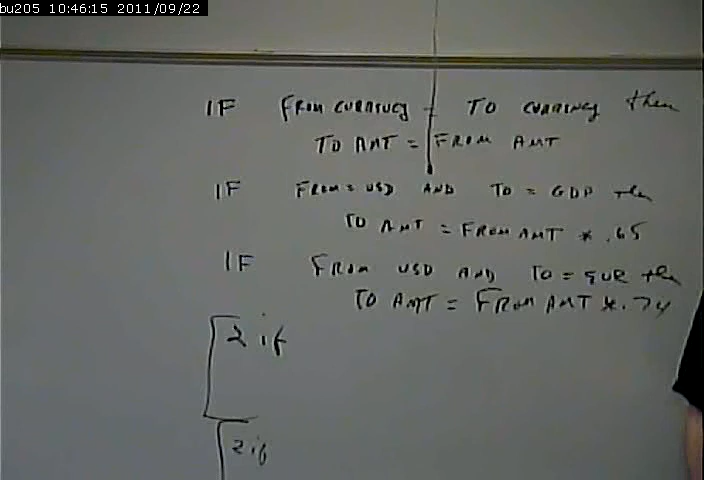 bu205 10:46:15 2011/09/22
IF FROM CURRENCY = TO CURRENCY then
TO AMT = FROM AMT
IF FROM = USD AND TO = GDP then
TO AMT = FROM AMT * .65
IF FROM USD AND TO = EUR then
TO AMT = FROM AMT * .74
2 if
2 if